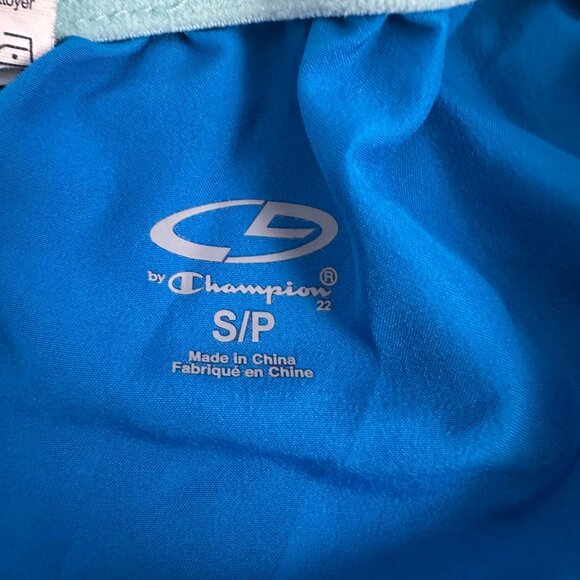 by Champion®
22
S/P
Made in China
Fabriqué en Chine